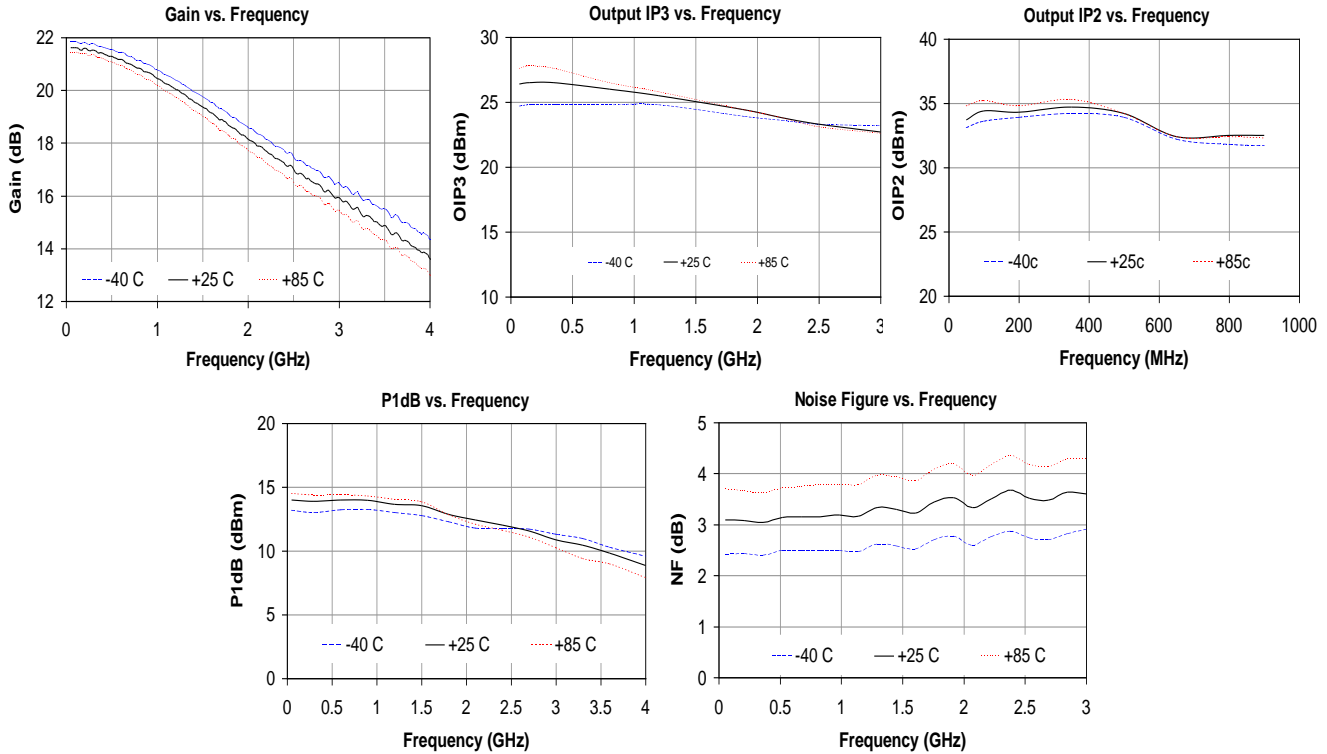 Gain vs. Frequency
22
20
18
16
14
12
Gain (dB)
-40 C +25 C +85 C
0 1 2 3 4
Frequency (GHz)
Output IP3 vs. Frequency
30
25
20
15
10
OIP3 (dBm)
-40 C +25 C +85 C
0 0.5 1 1.5 2 2.5 3
Frequency (GHz)
Output IP2 vs. Frequency
40
35
30
25
20
OIP2 (dBm)
-40c +25c +85c
0 200 400 600 800 1000
Frequency (MHz)
P1dB vs. Frequency
20
15
10
5
0
P1dB (dBm)
-40 C +25 C +85 C
0 0.5 1 1.5 2 2.5 3 3.5 4
Frequency (GHz)
Noise Figure vs. Frequency
5
4
3
2
1
0
NF (dB)
-40 C +25 C +85 C
0 0.5 1 1.5 2 2.5 3
Frequency (GHz)